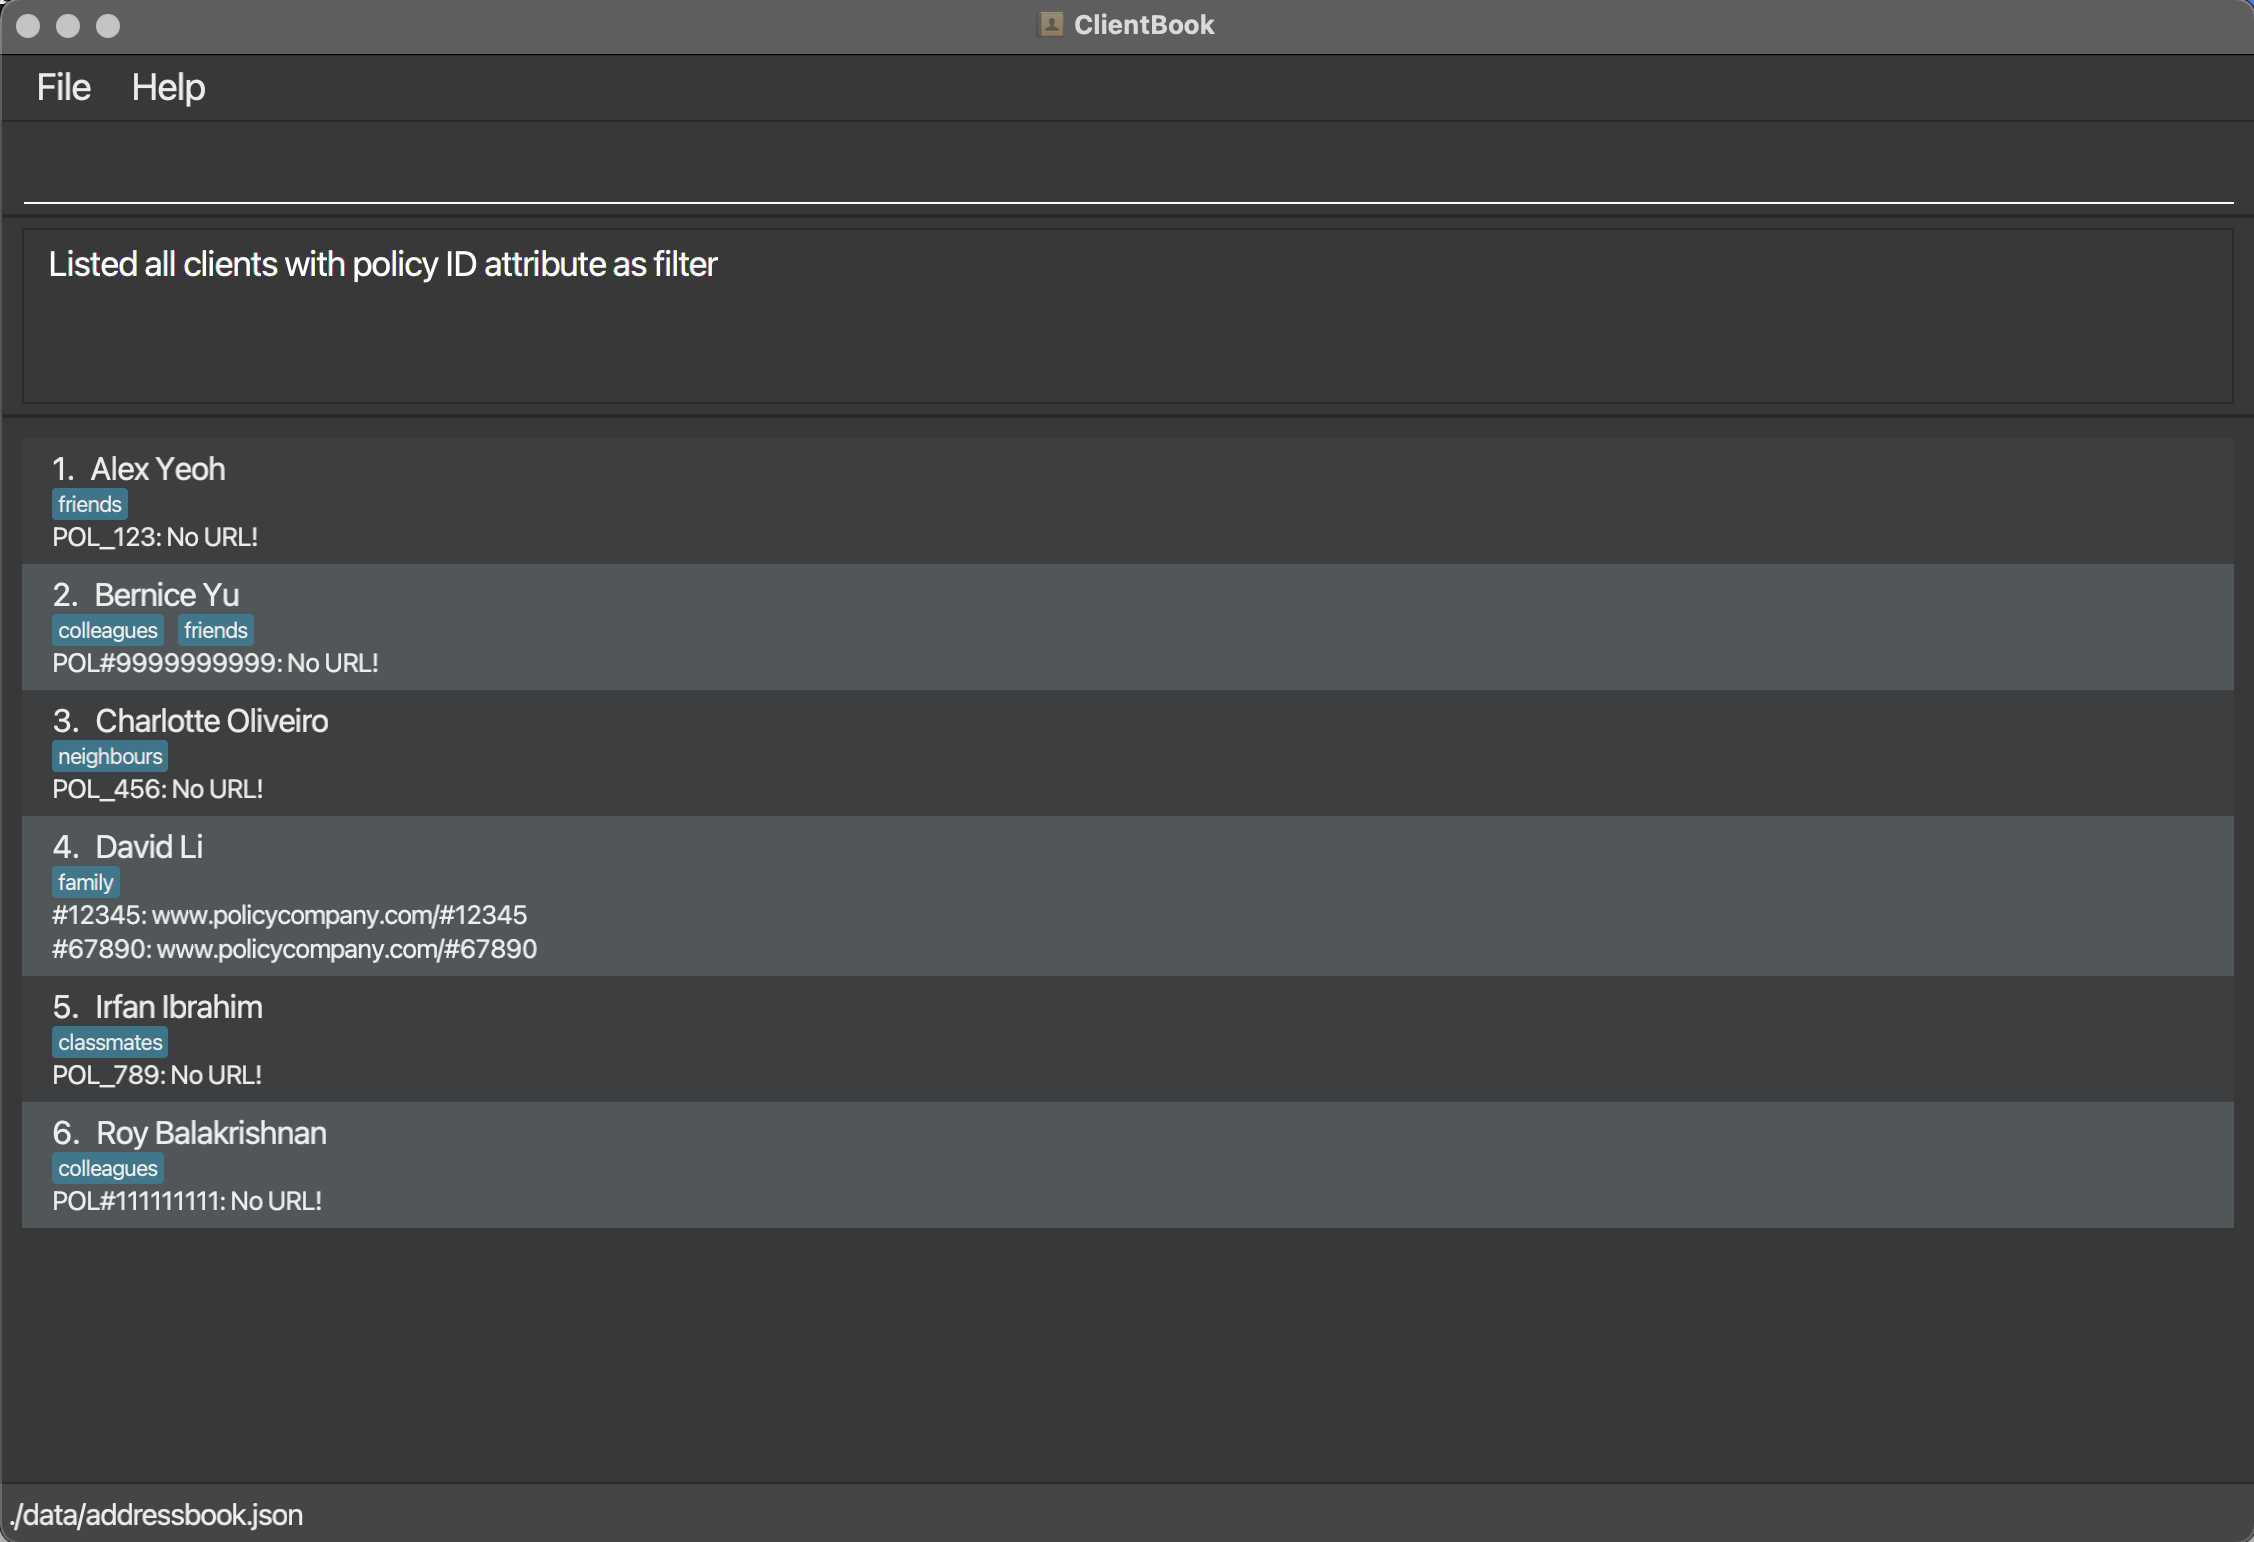 ClientBook
File Help
Listed all clients with policy ID attribute as filter
1. Alex Yeoh
friends
POL_123: No URL!
2. Bernice Yu
colleagues friends
POL#9999999999: No URL!
3. Charlotte Oliveiro
neighbours
POL_456: No URL!
4. David Li
family
#12345: www.policycompany.com/#12345
#67890: www.policycompany.com/#67890
5. Irfan Ibrahim
classmates
POL_789: No URL!
6. Roy Balakrishnan
colleagues
POL#111111111: No URL!
./data/addressbook.json